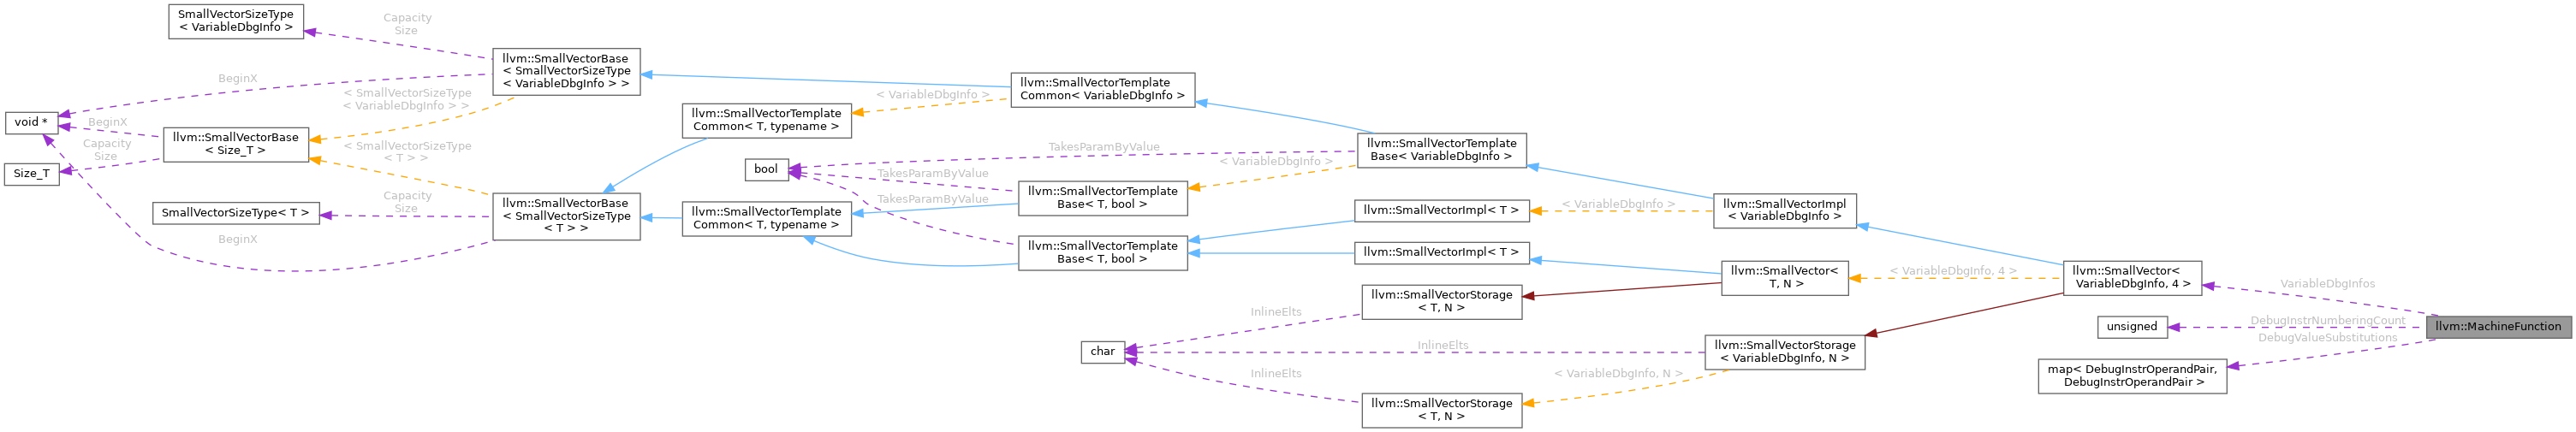 SmallVectorSizeType
< VariableDbgInfo >
Capacity
Size
llvm::SmallVectorBase
< SmallVectorSizeType
< VariableDbgInfo > >
BeginX
< SmallVectorSizeType
< VariableDbgInfo > >
void *
BeginX
llvm::SmallVectorBase
< Size_T >
Capacity
Size
Size_T
< SmallVectorSizeType
< T > >
SmallVectorSizeType< T >
Capacity
Size
BeginX
llvm::SmallVectorBase
< SmallVectorSizeType
< T > >
llvm::SmallVectorTemplate
Common< T, typename >
< VariableDbgInfo >
llvm::SmallVectorTemplate
Common< VariableDbgInfo >
bool
TakesParamByValue
TakesParamByValue
TakesParamByValue
llvm::SmallVectorTemplate
Common< T, typename >
llvm::SmallVectorTemplate
Base< T, bool >
llvm::SmallVectorTemplate
Base< T, bool >
< VariableDbgInfo >
llvm::SmallVectorTemplate
Base< VariableDbgInfo >
llvm::SmallVectorImpl< T >
llvm::SmallVectorImpl< T >
< VariableDbgInfo >
llvm::SmallVectorImpl
< VariableDbgInfo >
char
InlineElts
InlineElts
InlineElts
llvm::SmallVectorStorage
< T, N >
llvm::SmallVectorStorage
< T, N >
< VariableDbgInfo, N >
llvm::SmallVector<
T, N >
llvm::SmallVectorStorage
< VariableDbgInfo, N >
< VariableDbgInfo, 4 >
llvm::SmallVector<
VariableDbgInfo, 4 >
unsigned
map< DebugInstrOperandPair,
DebugInstrOperandPair >
VariableDbgInfos
DebugInstrNumberingCount
DebugValueSubstitutions
llvm::MachineFunction